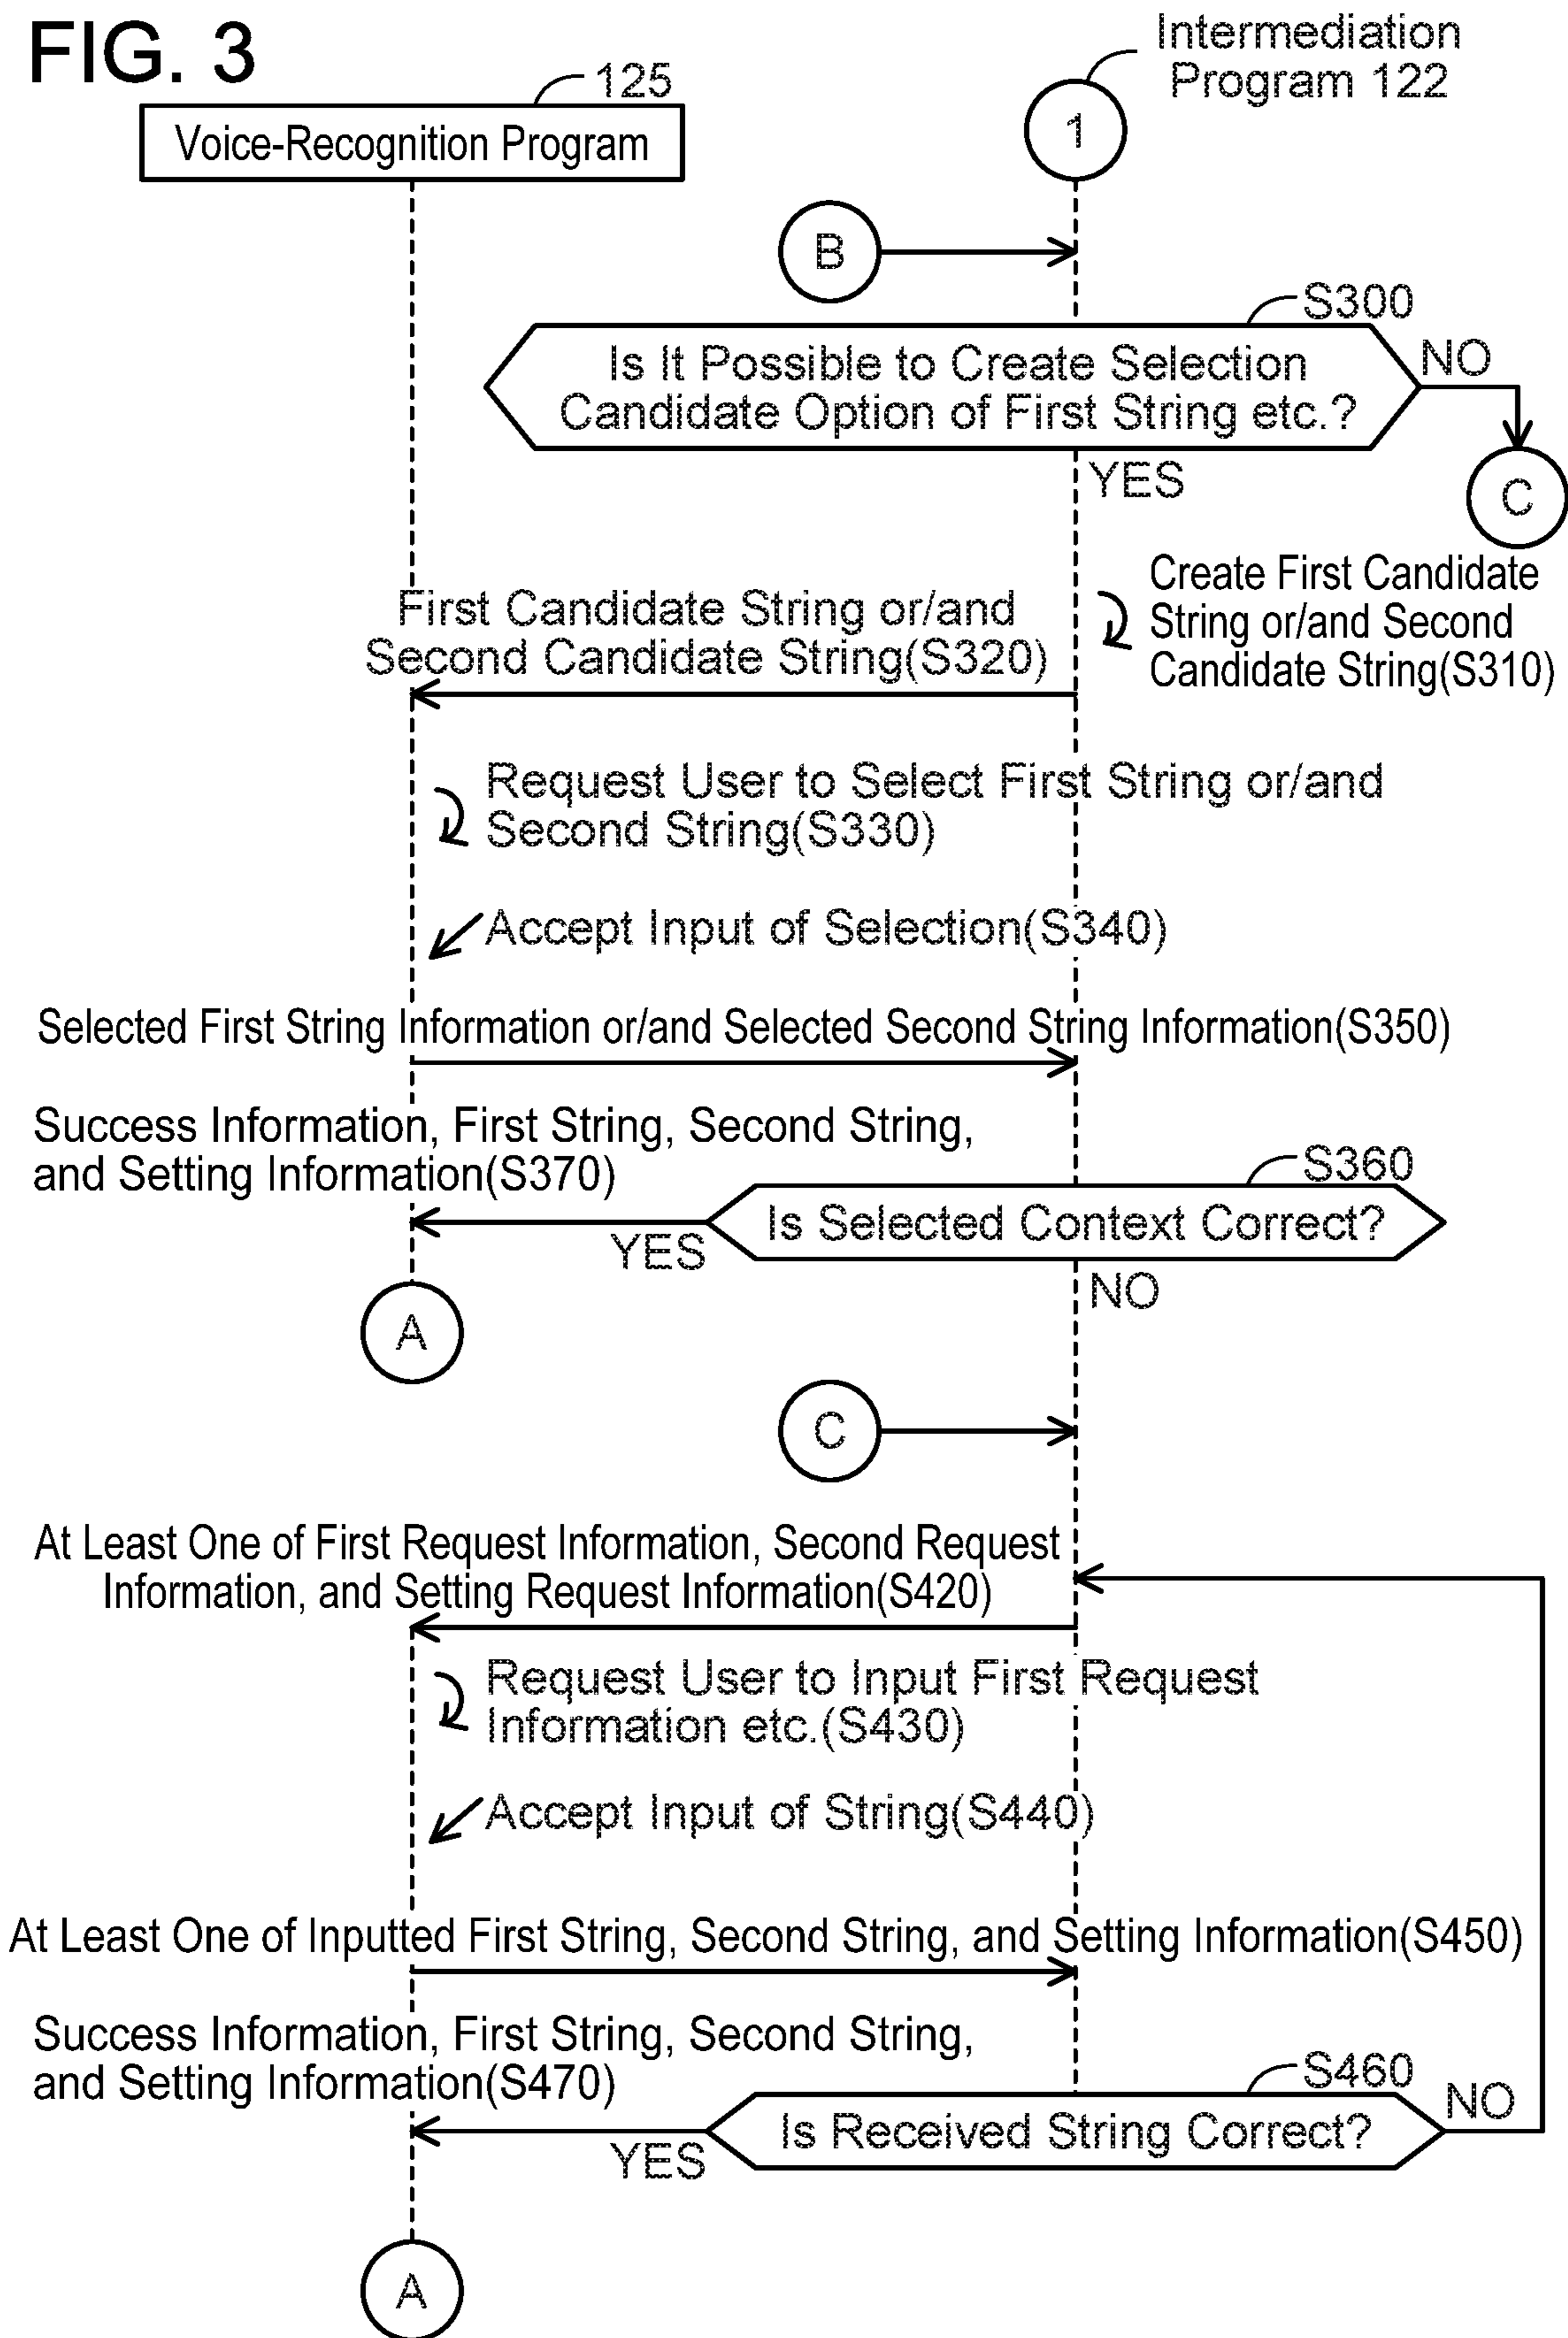 FIG. 3
Intermediation
Program 122
125
Voice-Recognition Program
1
B
S300
Is It Possible to Create Selection
Candidate Option of First String etc.?
NO
YES
C
Create First Candidate
String or/and Second
Candidate String(S310)
First Candidate String or/and
Second Candidate String(S320)
Request User to Select First String or/and
Second String(S330)
Accept Input of Selection(S340)
Selected First String Information or/and Selected Second String Information(S350)
Success Information, First String, Second String,
and Setting Information(S370)
S360
Is Selected Context Correct?
YES
NO
A
C
At Least One of First Request Information, Second Request
Information, and Setting Request Information(S420)
Request User to Input First Request
Information etc.(S430)
Accept Input of String(S440)
At Least One of Inputted First String, Second String, and Setting Information(S450)
Success Information, First String, Second String,
and Setting Information(S470)
S460
NO
Is Received String Correct?
YES
A